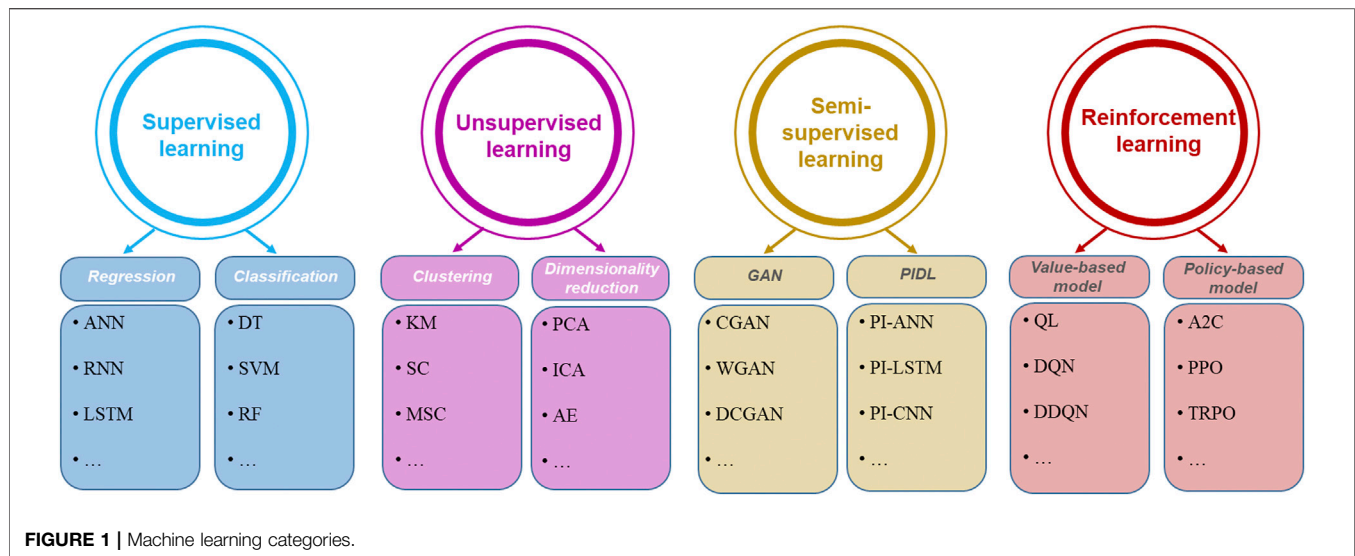 Supervised
learning
Unsupervised
learning
Semi-
supervised
learning
Reinforcement
learning
Regression
• ANN
• RNN
• LSTM
• …
Classification
• DT
• SVM
• RF
• …
Clustering
• KM
• SC
• MSC
• …
Dimensionality
reduction
• PCA
• ICA
• AE
• …
GAN
• CGAN
• WGAN
• DCGAN
• …
PIDL
• PI-ANN
• PI-LSTM
• PI-CNN
• …
Value-based
model
• QL
• DQN
• DDQN
• …
Policy-based
model
• A2C
• PPO
• TRPO
• …
FIGURE 1 | Machine learning categories.